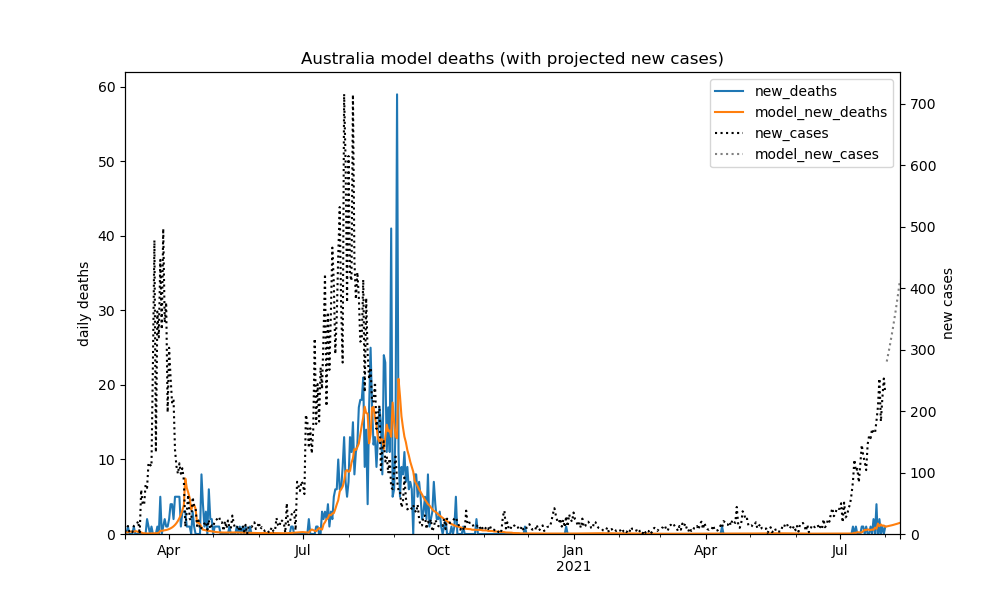 Australia model deaths (with projected new cases)
new_deaths
model_new_deaths
new_cases
model_new_cases
daily deaths
60
50
40
30
20
10
0
new cases
700
600
500
400
300
200
100
0
Apr Jul Oct Jan Apr Jul
2021